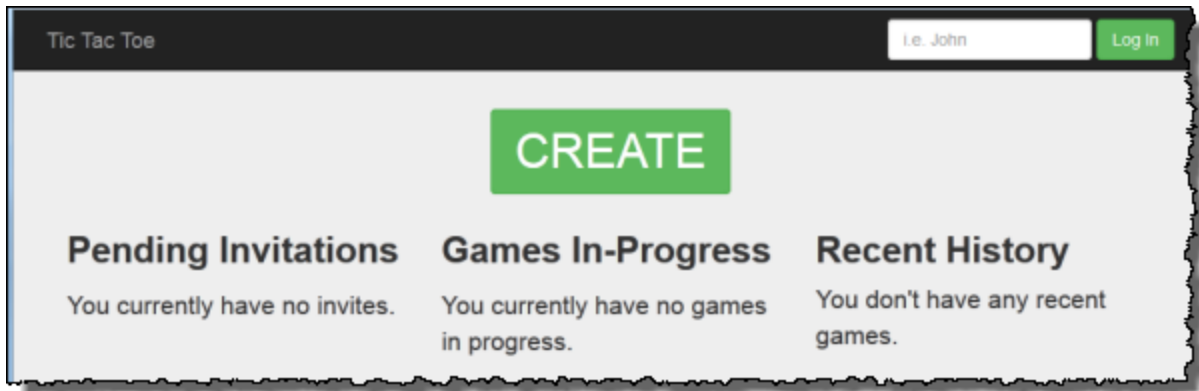 Tic Tac Toe
i.e. John
Log In
CREATE
Pending Invitations
You currently have no invites.
Games In-Progress
You currently have no games
in progress.
Recent History
You don't have any recent
games.